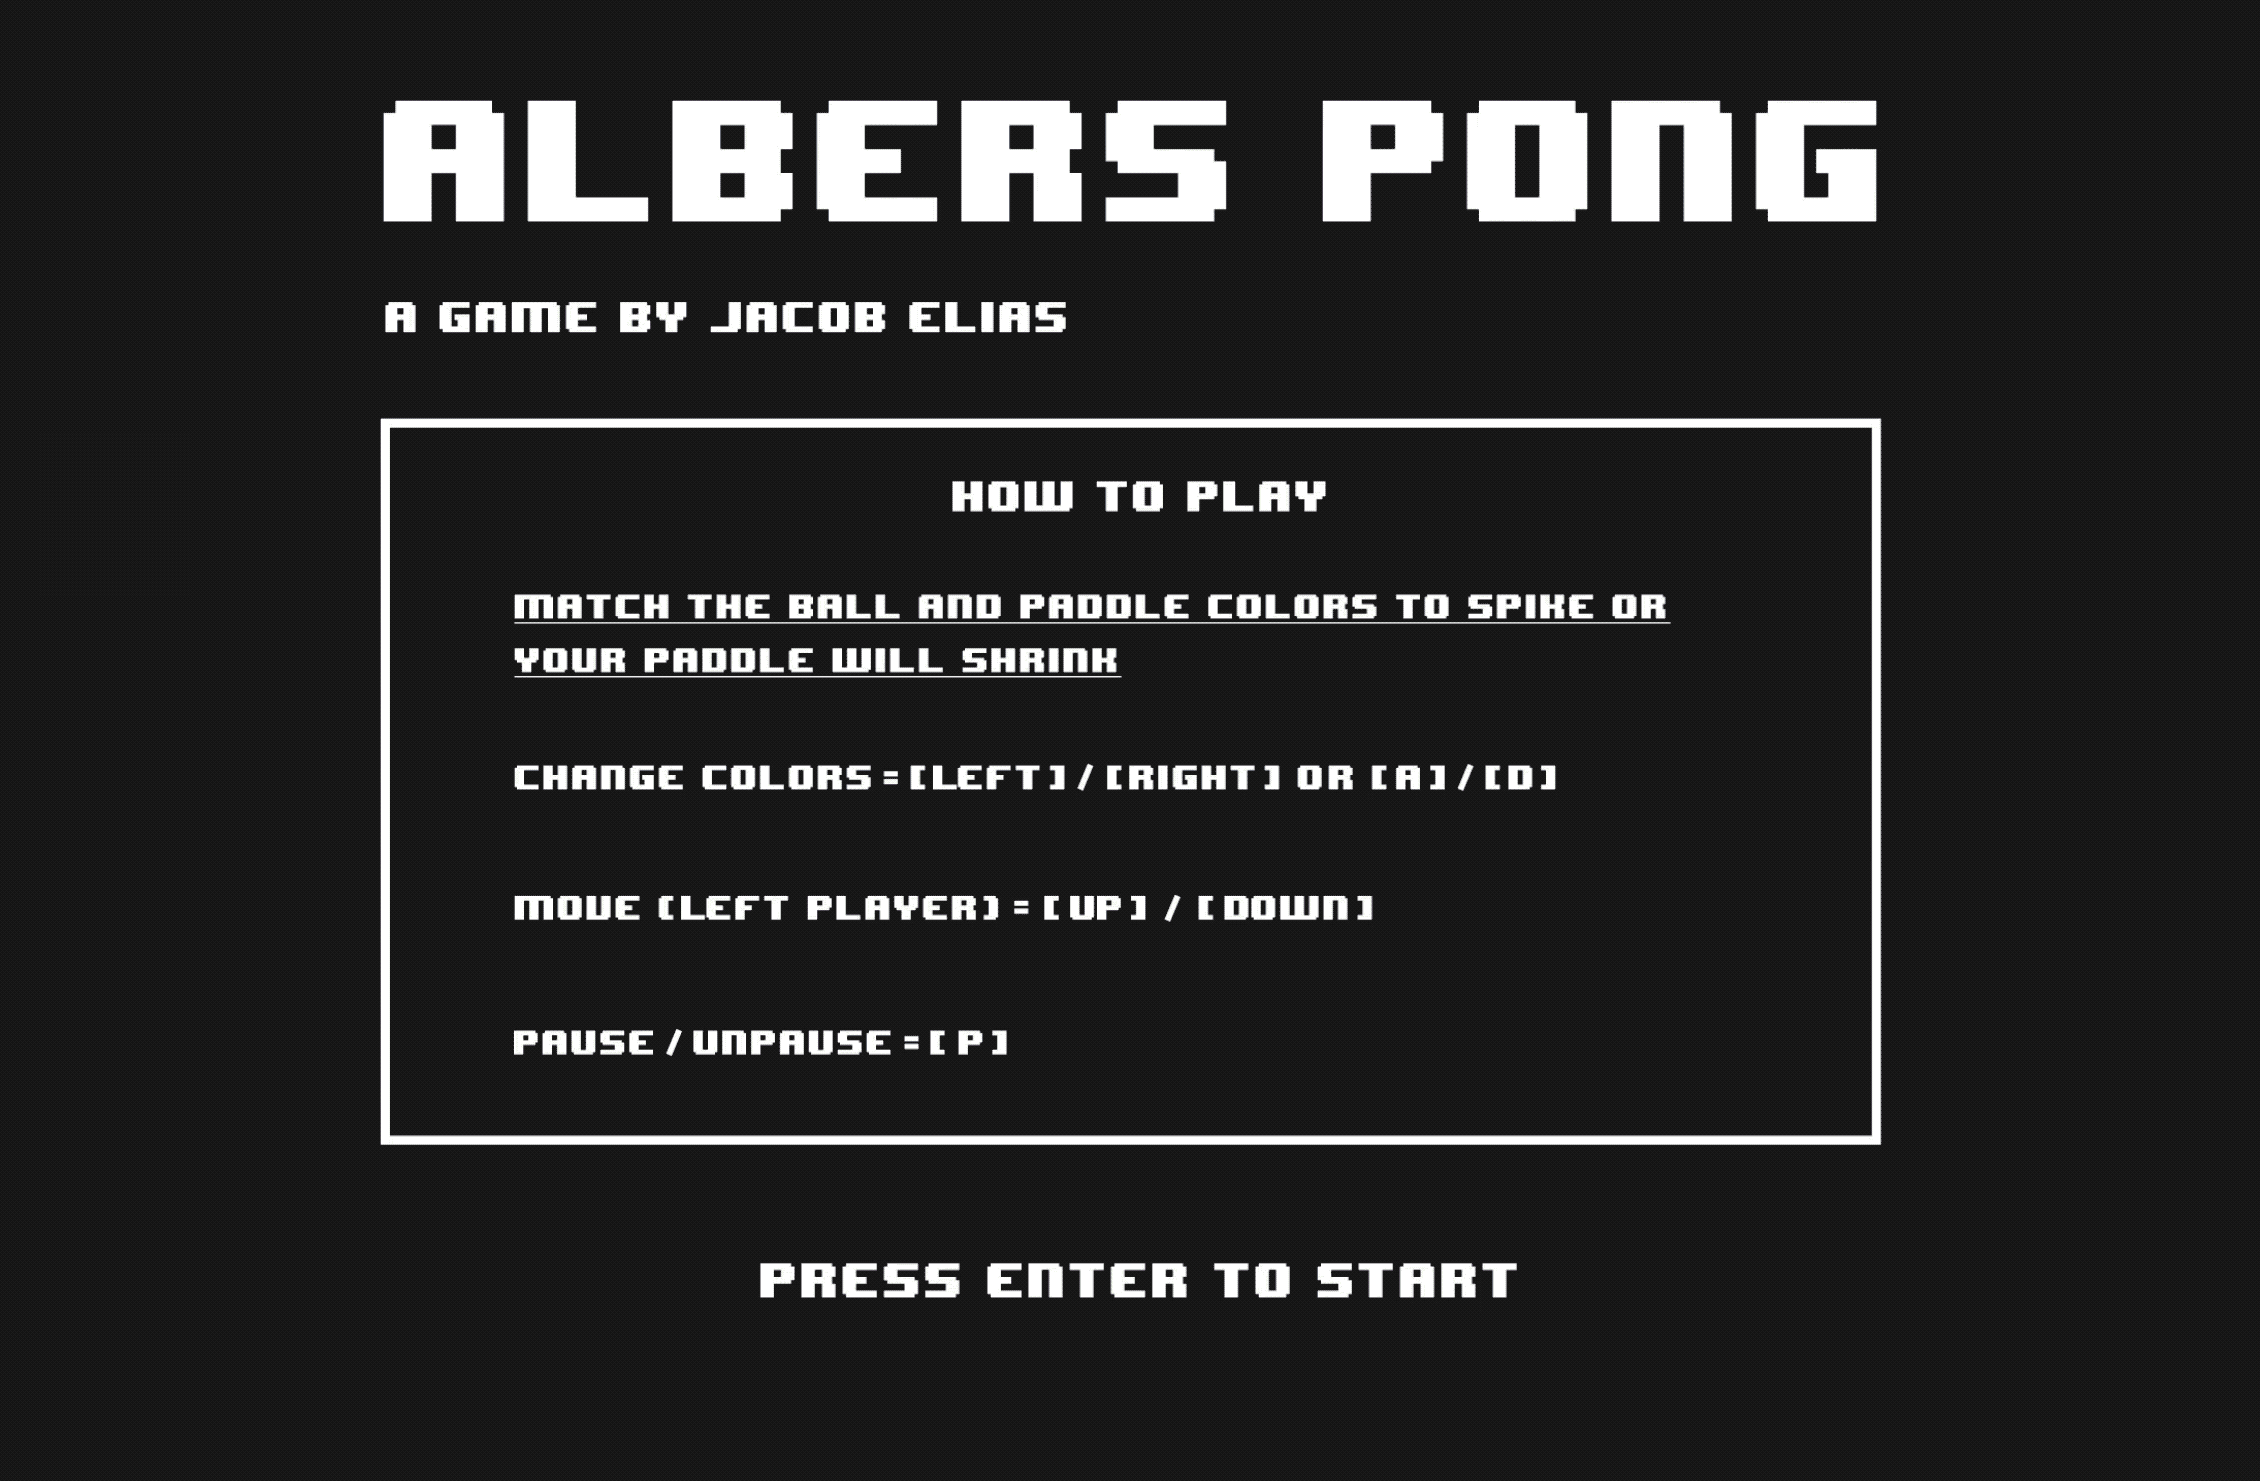 ALBERS PONG
A GAME BY JACOB ELIAS
HOW TO PLAY
MATCH THE BALL AND PADDLE COLORS TO SPIKE OR
YOUR PADDLE WILL SHRINK
CHANGE COLORS =[LEFT]/[RIGHT] OR [A]/[D]
MOVE (LEFT PLAYER) = [UP] / [DOWN]
PAUSE /UNPAUSE =[ P]
PRESS ENTER TO START